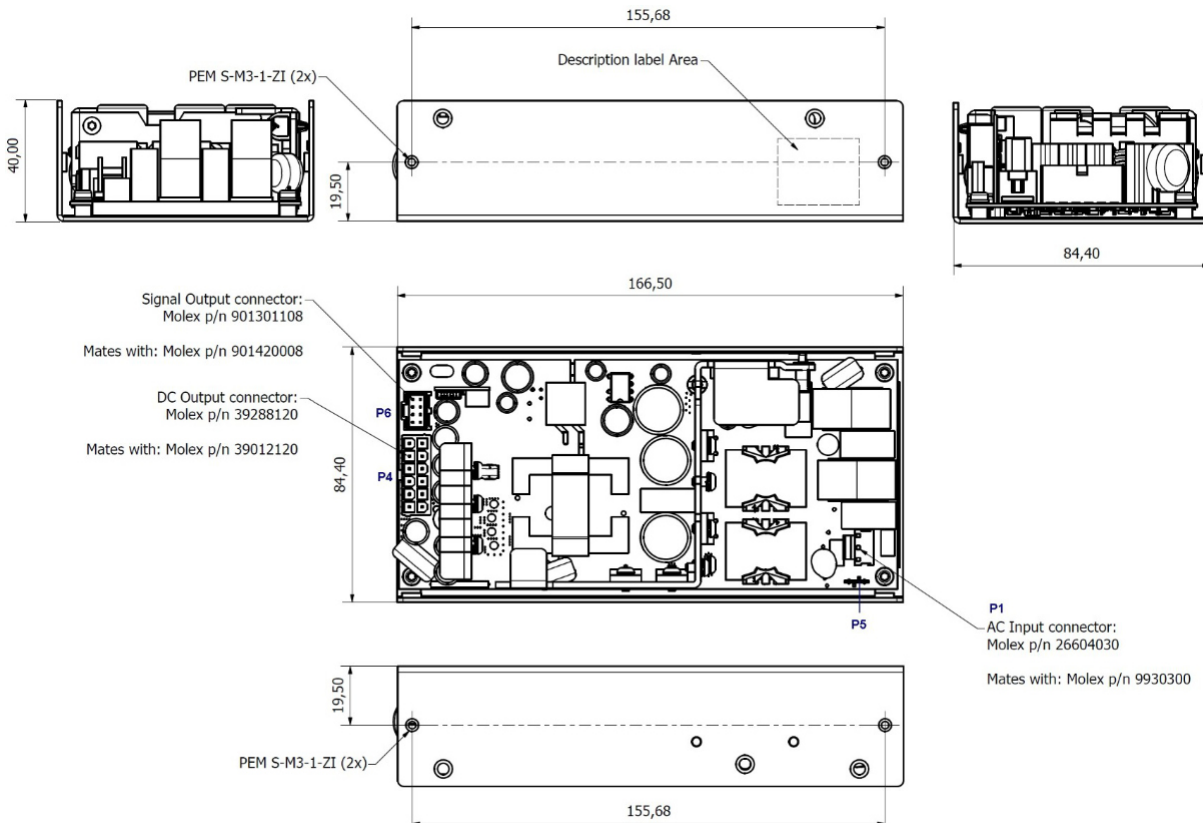 155,68
Description label Area
PEM S-M3-1-ZI (2x)
40,00
19,50
84,40
166,50
Signal Output connector:
Molex p/n 901301108
Mates with: Molex p/n 901420008
DC Output connector:
Molex p/n 39288120
Mates with: Molex p/n 39012120
P6
P4
84,40
P5
P1
AC Input connector:
Molex p/n 26604030
Mates with: Molex p/n 9930300
19,50
PEM S-M3-1-ZI (2x)
155,68